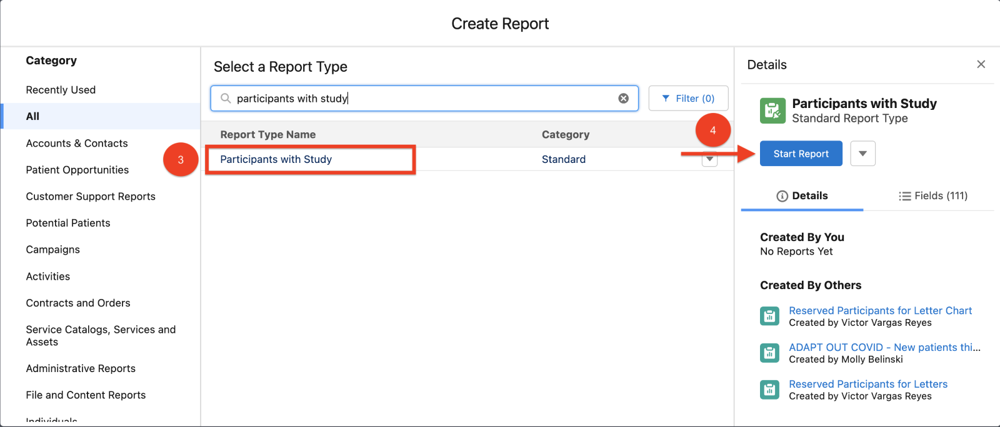 Create Report
Category
Recently Used
All
Accounts & Contacts
Patient Opportunities
Customer Support Reports
Potential Patients
Campaigns
Activities
Contracts and Orders
Service Catalogs, Services and
Assets
Administrative Reports
File and Content Reports
Individuals
Select a Report Type
participants with study
Filter (0)
Report Type Name
Category
3
Participants with Study
Standard
4
Details
Participants with Study
Standard Report Type
Start Report
Details
Fields (111)
Created By You
No Reports Yet
Created By Others
Reserved Participants for Letter Chart
Created by Victor Vargas Reyes
ADAPT OUT COVID - New patients thi...
Created by Molly Belinski
Reserved Participants for Letters
Created by Victor Vargas Reyes